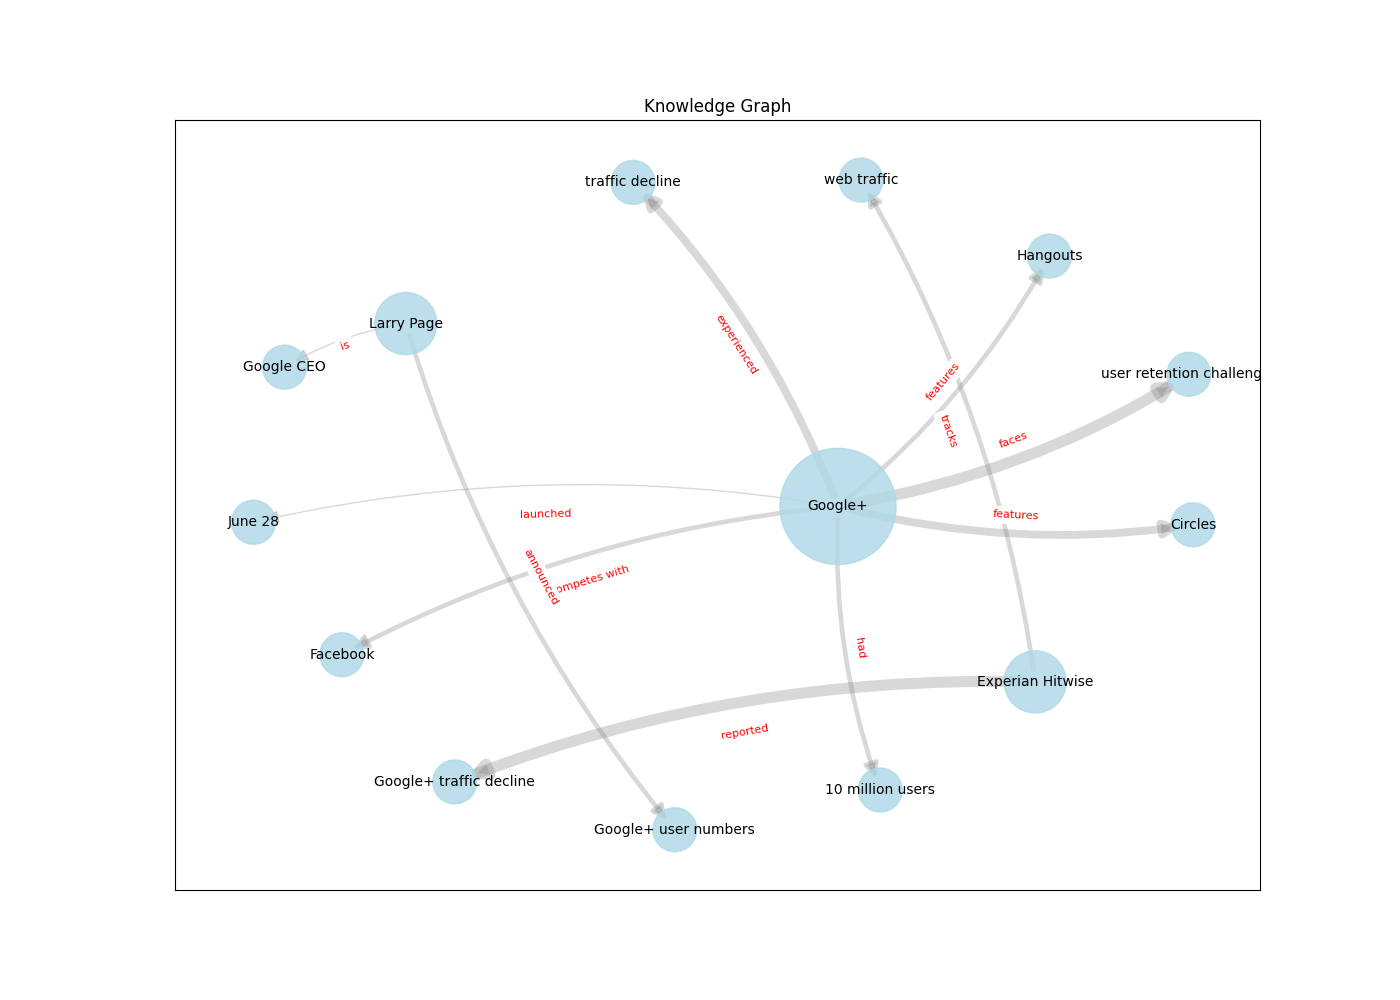 Knowledge Graph
traffic decline
web traffic
Hangouts
Larry Page
is
Google CEO
experienced
features
user retention challeng
tracks
faces
Google+
June 28
launched
features
Circles
announced
ompetes with
had
Facebook
Experian Hitwise
reported
Google+ traffic decline
10 million users
Google+ user numbers